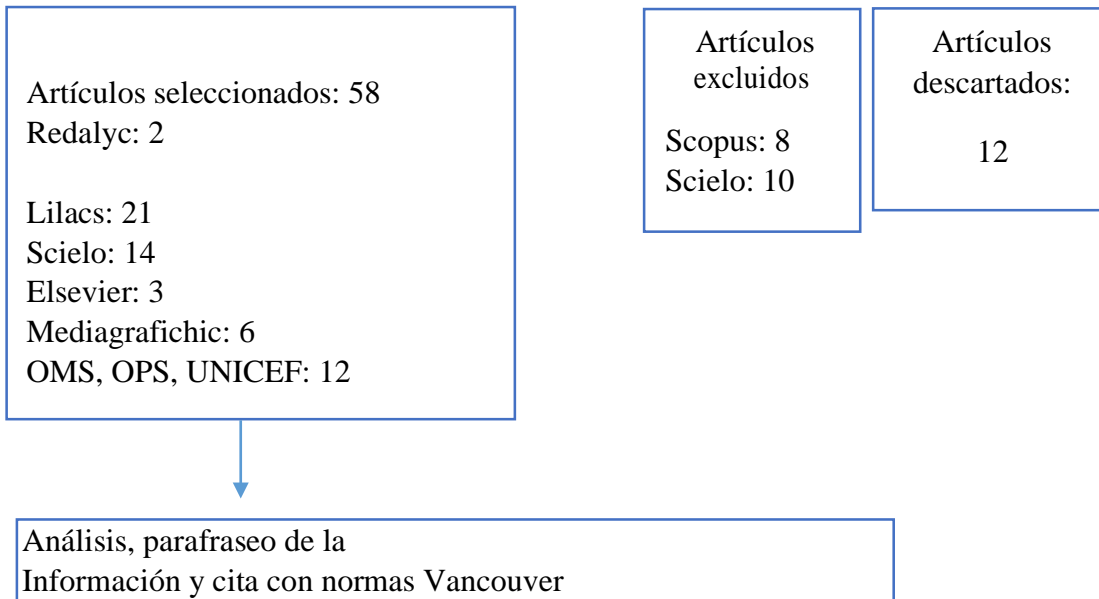 Artículos seleccionados: 58
Redalyc: 2
Lilacs: 21
Scielo: 14
Elsevier: 3
Mediagrafichic: 6
OMS, OPS, UNICEF: 12
Artículos
excluidos
Scopus: 8
Scielo: 10
Artículos
descartados:
12
Análisis, parafraseo de la
Información y cita con normas Vancouver